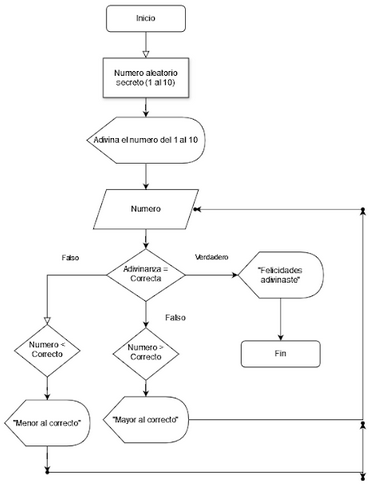 Inicio
Numero aleatorio
secreto (1 al 10)
Adivina el numero del 1 al 10
Numero
Falso
Adivinanza =
Correcta
Verdadero
"Felicidades
adivinaste"
Falso
Numero <
Correcto
Numero >
Correcto
Fin
"Menor al correcto"
"Mayor al correcto"